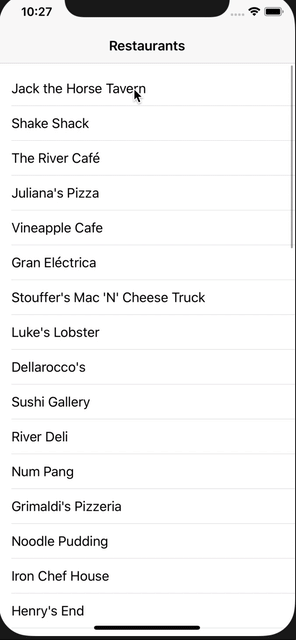 10:27
Restaurants
Jack the Horse Tavern
Shake Shack
The River Café
Juliana's Pizza
Vineapple Cafe
Gran Eléctrica
Stouffer's Mac 'N' Cheese Truck
Luke's Lobster
Dellarocco's
Sushi Gallery
River Deli
Num Pang
Grimaldi's Pizzeria
Noodle Pudding
Iron Chef House
Henry's End